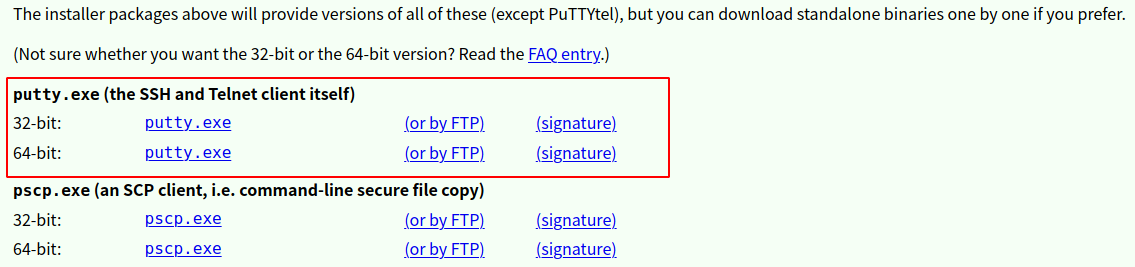 The installer packages above will provide versions of all of these (except PuTTYtel), but you can download standalone binaries one by one if you prefer.
(Not sure whether you want the 32-bit or the 64-bit version? Read the FAQ entry.)
putty.exe (the SSH and Telnet client itself)
32-bit: putty.exe (or by FTP) (signature)
64-bit: putty.exe (or by FTP) (signature)
pscp.exe (an SCP client, i.e. command-line secure file copy)
32-bit: pscp.exe (or by FTP) (signature)
64-bit: pscp.exe (or by FTP) (signature)